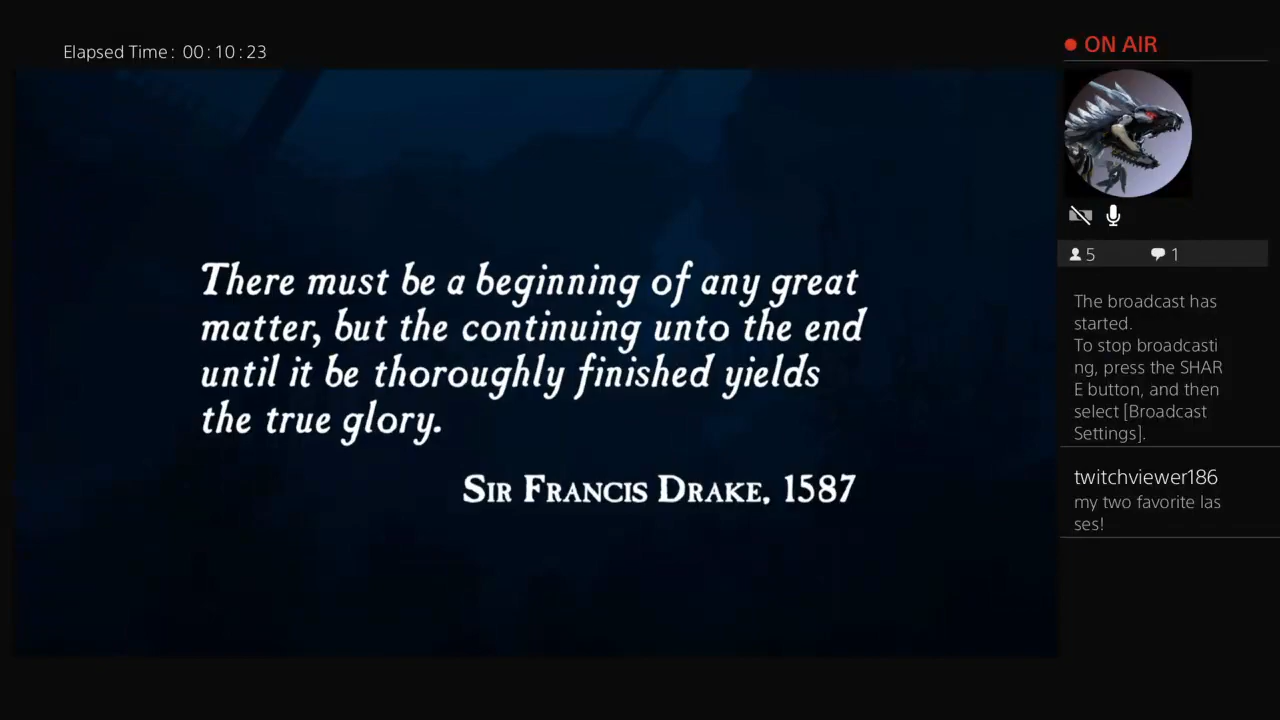 Elapsed Time: 00:10:23
ON AIR
There must be a beginning of any great
matter, but the continuing unto the end
until it be thoroughly finished yields
the true glory.
SIR FRANCIS DRAKE, 1587
5
1
The broadcast has
started.
To stop broadcasti
ng, press the SHAR
E button, and then
select [Broadcast
Settings].
twitchviewer186
my two favorite las
ses!